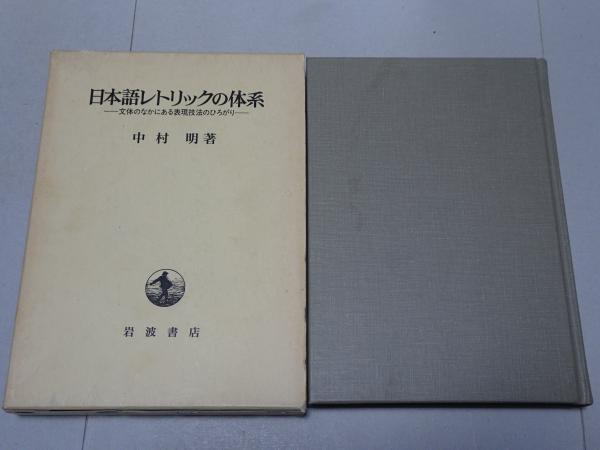 日本語レトリックの体系
──文体のなかにある表現技法のひろがり──
中村 明著
岩波書店